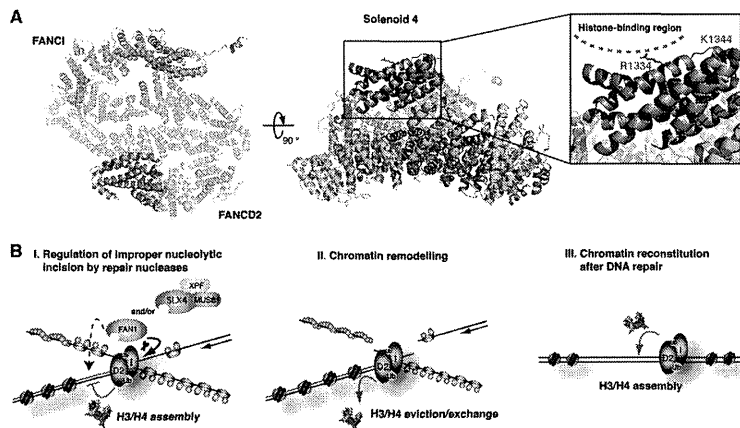 A
Solenoid 4
FANCI
FANCD2
90°
Histone-binding region
R1334
K1344
B
I. Regulation of improper nucleolytic
incision by repair nucleases
XPF
SLX4
MUS81
and/or
FAN1
I
D2
Ub
H3/H4 assembly
II. Chromatin remodelling
I
D2
Ub
H3/H4 eviction/exchange
III. Chromatin reconstitution
after DNA repair
I
D2
Ub
H3/H4 assembly